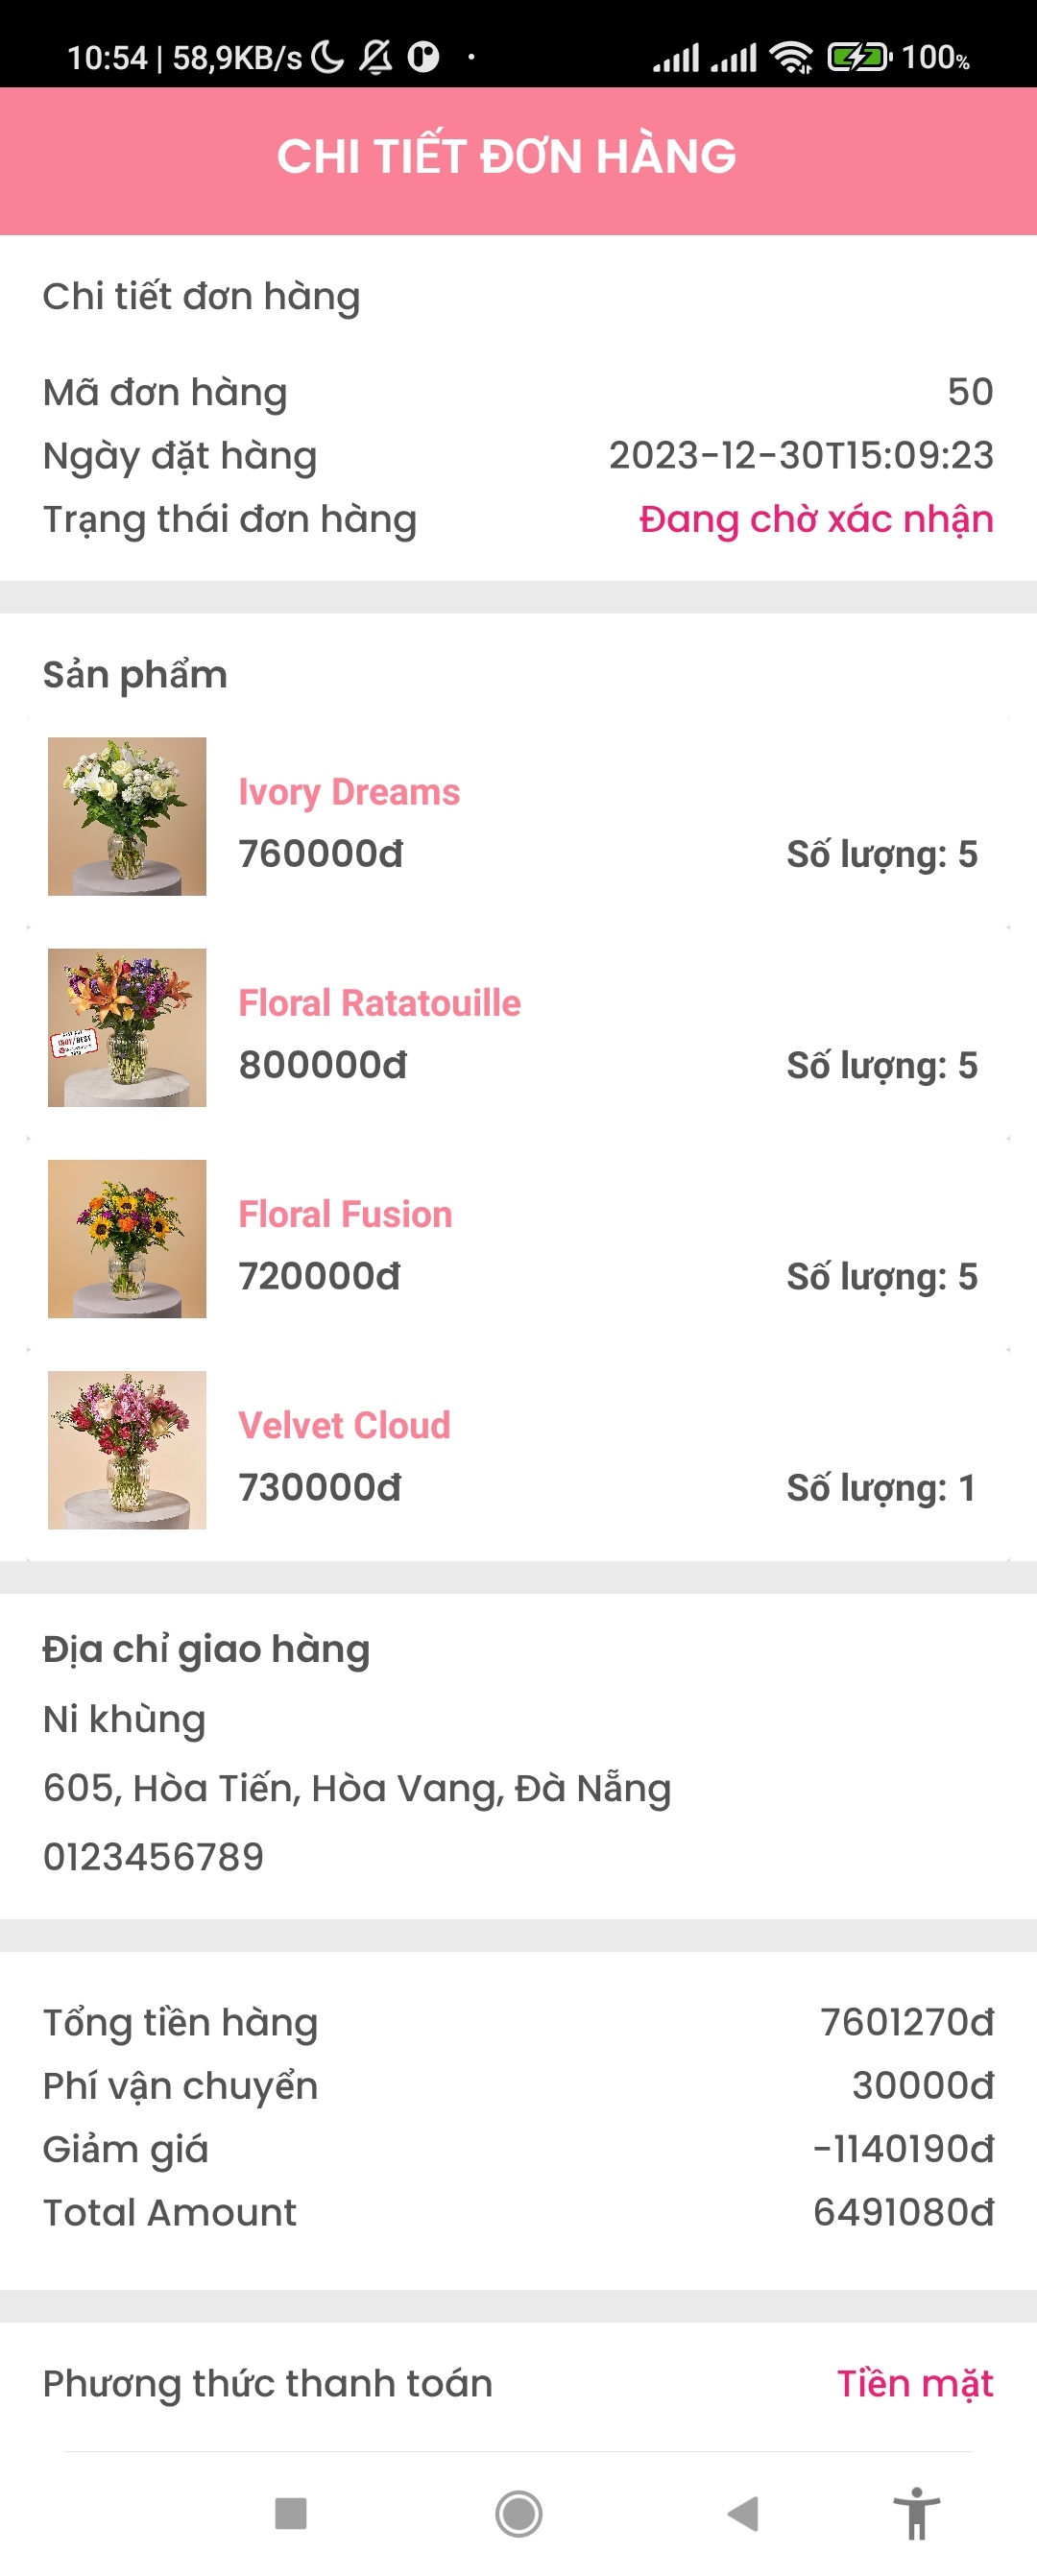 10:54 | 58,9KB/s 100%
CHI TIẾT ĐƠN HÀNG
Chi tiết đơn hàng
Mã đơn hàng 50
Ngày đặt hàng 2023-12-30T15:09:23
Trạng thái đơn hàng Đang chờ xác nhận
Sản phẩm
Ivory Dreams
760000đ Số lượng: 5
Floral Ratatouille
800000đ Số lượng: 5
Floral Fusion
720000đ Số lượng: 5
Velvet Cloud
730000đ Số lượng: 1
Địa chỉ giao hàng
Ni khùng
605, Hòa Tiến, Hòa Vang, Đà Nẵng
0123456789
Tổng tiền hàng 7601270đ
Phí vận chuyển 30000đ
Giảm giá -1140190đ
Total Amount 6491080đ
Phương thức thanh toán Tiền mặt